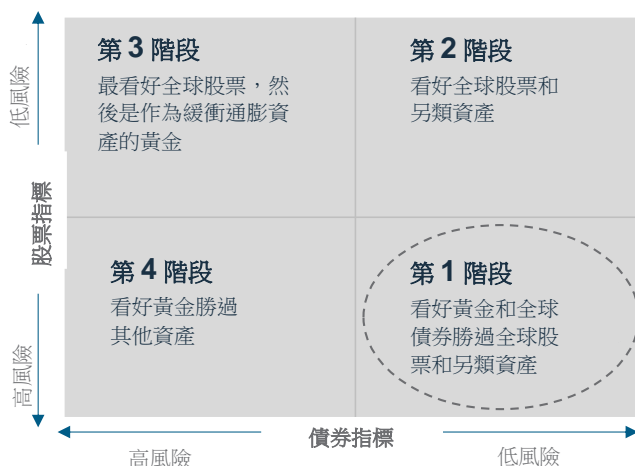 第 3 階段
最看好全球股票，然
後是作為緩衝通膨資
產的黃金
第 2 階段
看好全球股票和
另類資產
第 4 階段
看好黃金勝過
其他資產
第 1 階段
看好黃金和全球
債券勝過全球股
票和另類資產
低風險
股票指標
高風險
債券指標
高風險
低風險